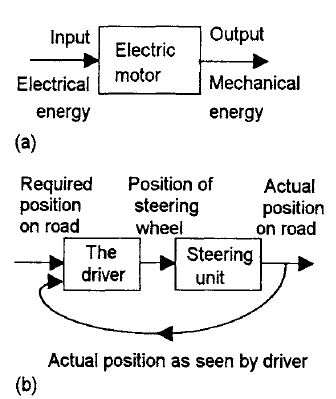 Input
Electrical
energy
Electric
motor
Output
Mechanical
energy
(a)
Required
position
on road
Position of
steering
wheel
Actual
position
on road
The
driver
Steering
unit
Actual position as seen by driver
(b)